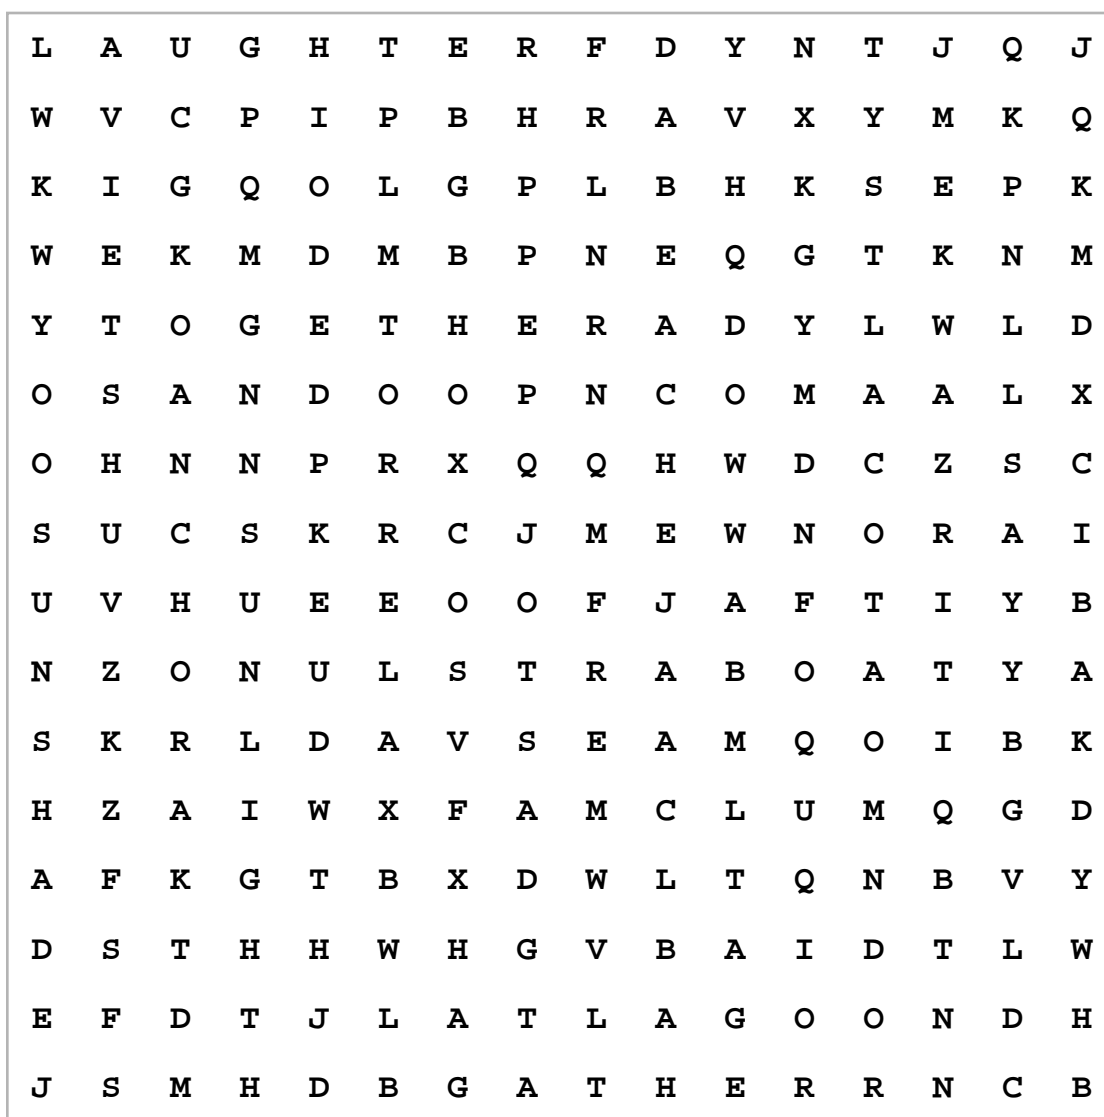 L A U G H T E R F D Y N T J Q J
W V C P I P B H R A V X Y M K Q
K I G Q O L G P L B H K S E P K
W E K M D M B P N E Q G T K N M
Y T O G E T H E R A D Y L W L D
O S A N D O O P N C O M A A L X
O H N N P R X Q Q H W D C Z S C
S U C S K R C J M E W N O R A I
U V H U E E O O F J A F T I Y B
N Z O N U L S T R A B O A T Y A
S K R L D A V S E A M Q O I B K
H Z A I W X F A M C L U M Q G D
A F K G T B X D W L T Q N B V Y
D S T H H W H G V B A I D T L W
E F D T J L A T L A G O O N D H
J S M H D B G A T H E R R N C B